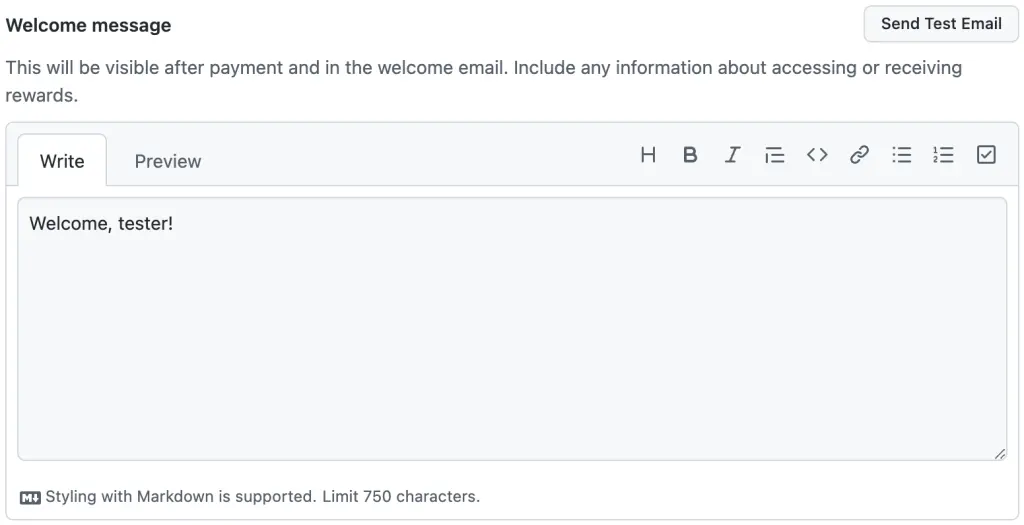 Welcome message
Send Test Email
This will be visible after payment and in the welcome email. Include any information about accessing or receiving
rewards.
Write
Preview
Welcome, tester!
Styling with Markdown is supported. Limit 750 characters.